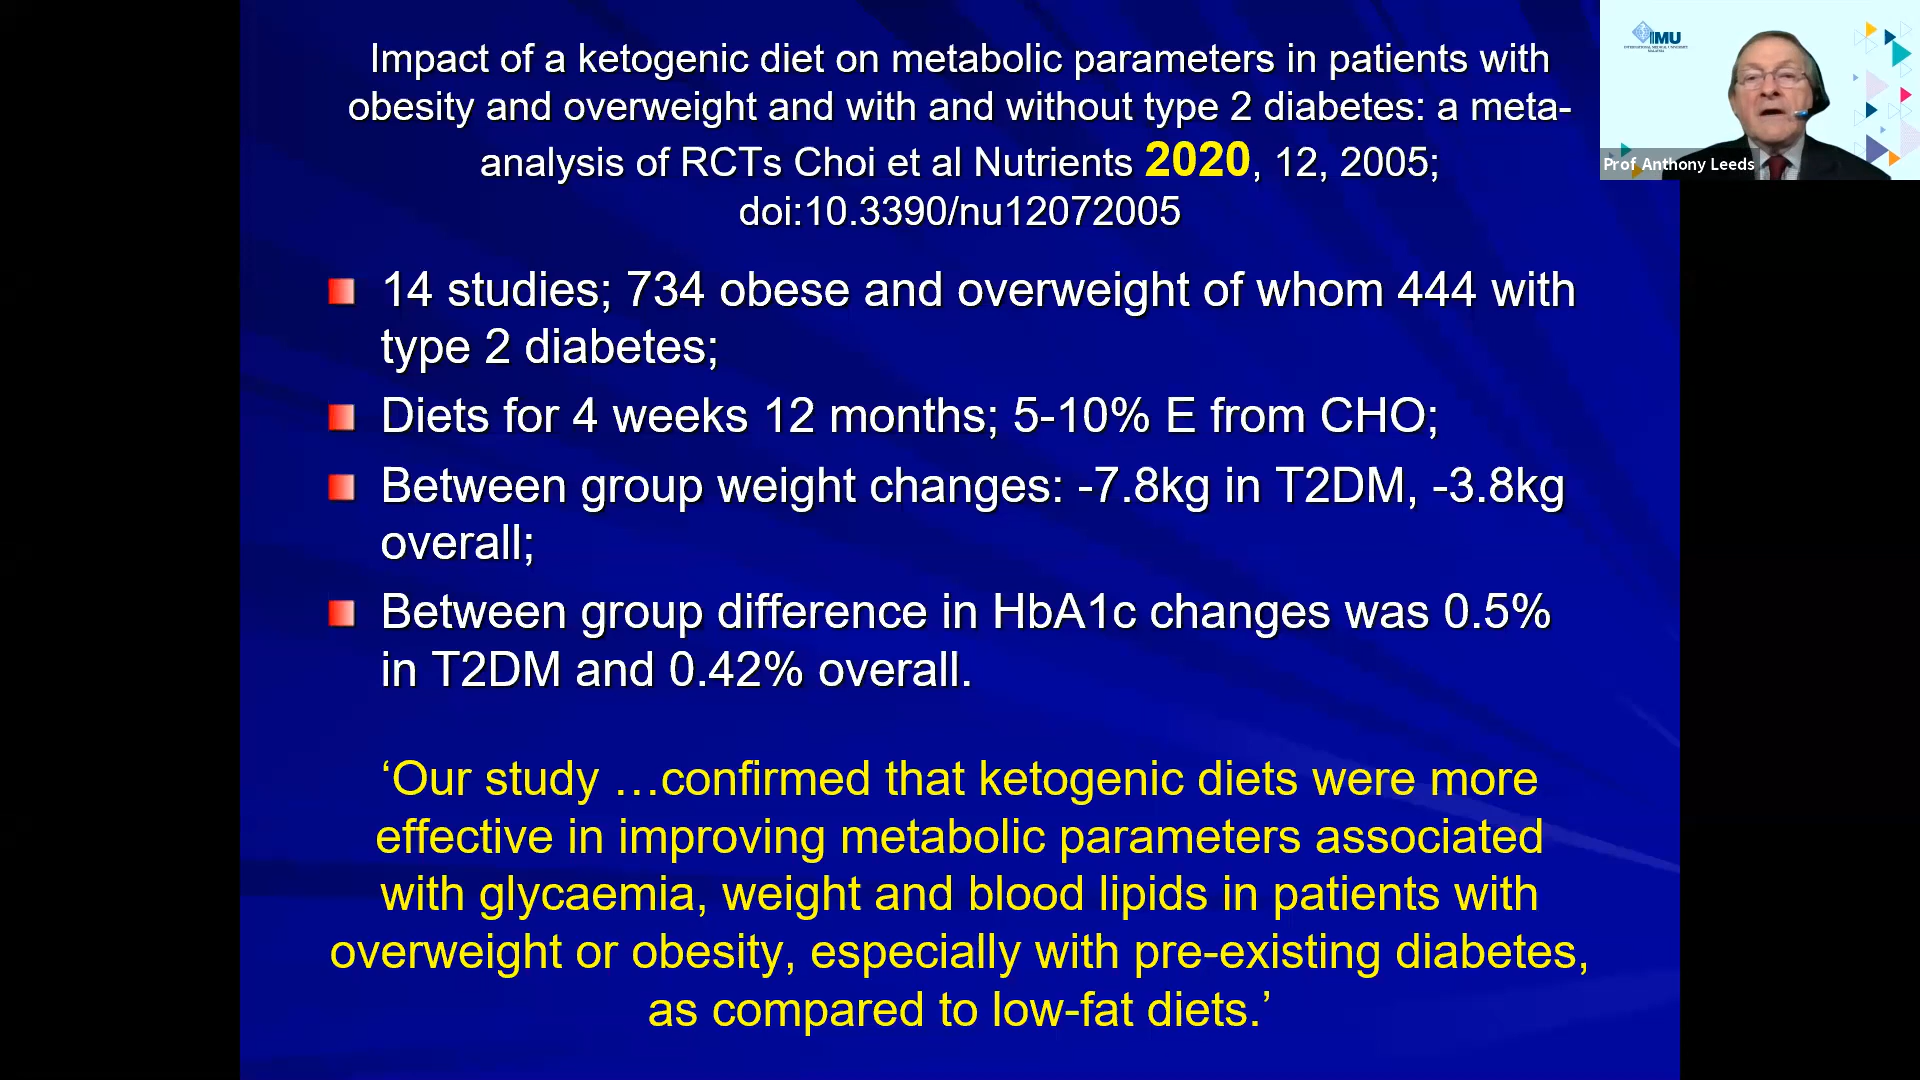 Impact of a ketogenic diet on metabolic parameters in patients with
obesity and overweight and with and without type 2 diabetes: a meta-
analysis of RCTs Choi et al Nutrients 2020, 12, 2005;
doi:10.3390/nu12072005
14 studies; 734 obese and overweight of whom 444 with
type 2 diabetes;
Diets for 4 weeks 12 months; 5-10% E from CHO;
Between group weight changes: -7.8kg in T2DM, -3.8kg
overall;
Between group difference in HbA1c changes was 0.5%
in T2DM and 0.42% overall.
‘Our study …confirmed that ketogenic diets were more
effective in improving metabolic parameters associated
with glycaemia, weight and blood lipids in patients with
overweight or obesity, especially with pre-existing diabetes,
as compared to low-fat diets.’
IMU
INTERNATIONAL MEDICAL UNIVERSITY
MALAYSIA
Prof Anthony Leeds